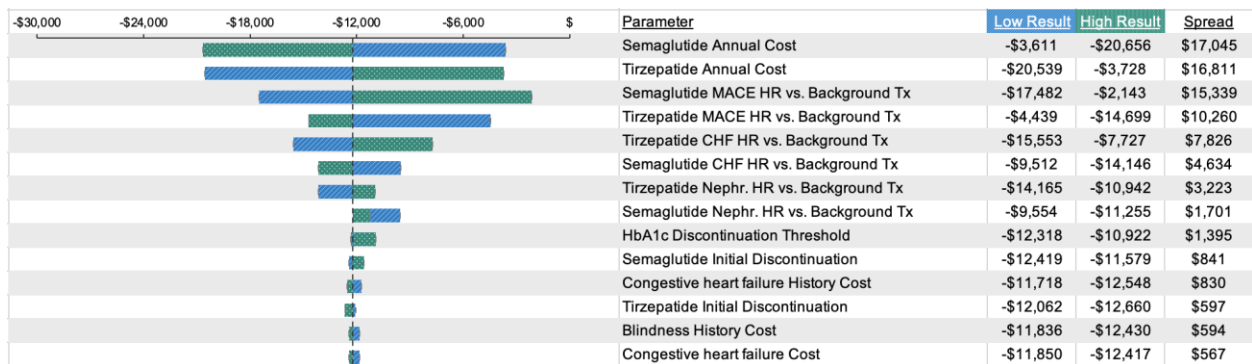 -$30,000 -$24,000 -$18,000 -$12,000 -$6,000 $ Parameter Low Result High Result Spread
Semaglutide Annual Cost -$3,611 -$20,656 $17,045
Tirzepatide Annual Cost -$20,539 -$3,728 $16,811
Semaglutide MACE HR vs. Background Tx -$17,482 -$2,143 $15,339
Tirzepatide MACE HR vs. Background Tx -$4,439 -$14,699 $10,260
Tirzepatide CHF HR vs. Background Tx -$15,553 -$7,727 $7,826
Semaglutide CHF HR vs. Background Tx -$9,512 -$14,146 $4,634
Tirzepatide Nephr. HR vs. Background Tx -$14,165 -$10,942 $3,223
Semaglutide Nephr. HR vs. Background Tx -$9,554 -$11,255 $1,701
HbA1c Discontinuation Threshold -$12,318 -$10,922 $1,395
Semaglutide Initial Discontinuation -$12,419 -$11,579 $841
Congestive heart failure History Cost -$11,718 -$12,548 $830
Tirzepatide Initial Discontinuation -$12,062 -$12,660 $597
Blindness History Cost -$11,836 -$12,430 $594
Congestive heart failure Cost -$11,850 -$12,417 $567